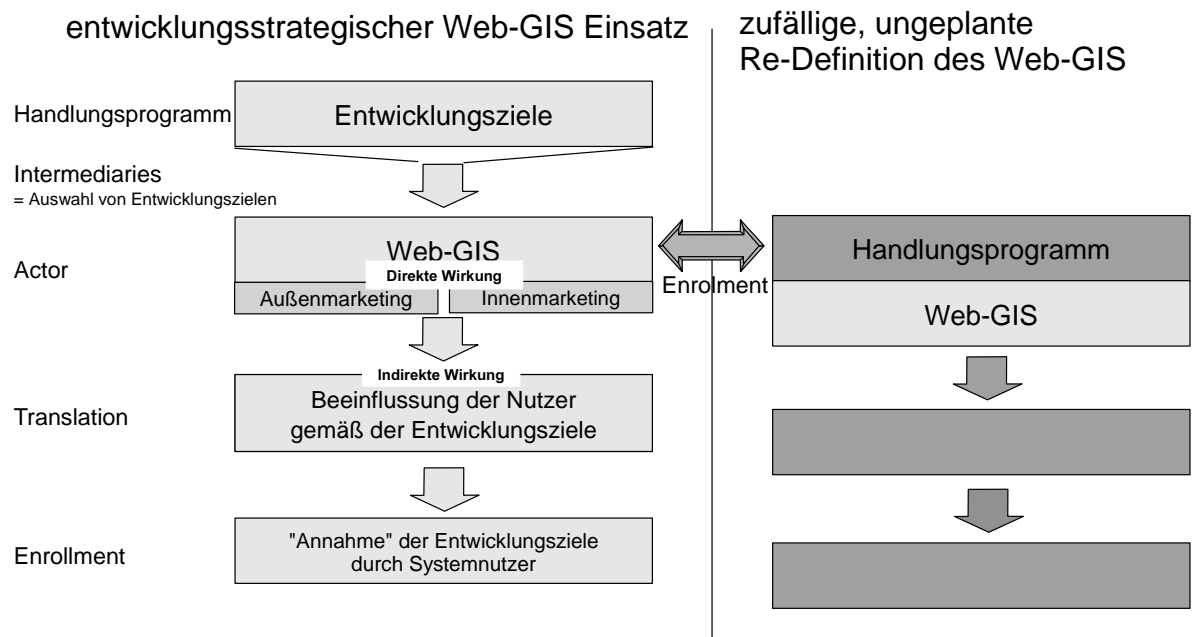 entwicklungsstrategischer Web-GIS Einsatz
zufällige, ungeplante
Re-Definition des Web-GIS
Handlungsprogramm
Entwicklungsziele
Intermediaries
= Auswahl von Entwicklungszielen
Actor
Web-GIS
Direkte Wirkung
Außenmarketing
Innenmarketing
Enrolment
Handlungsprogramm
Web-GIS
Indirekte Wirkung
Translation
Beeinflussung der Nutzer
gemäß der Entwicklungsziele
Enrollment
"Annahme" der Entwicklungsziele
durch Systemnutzer